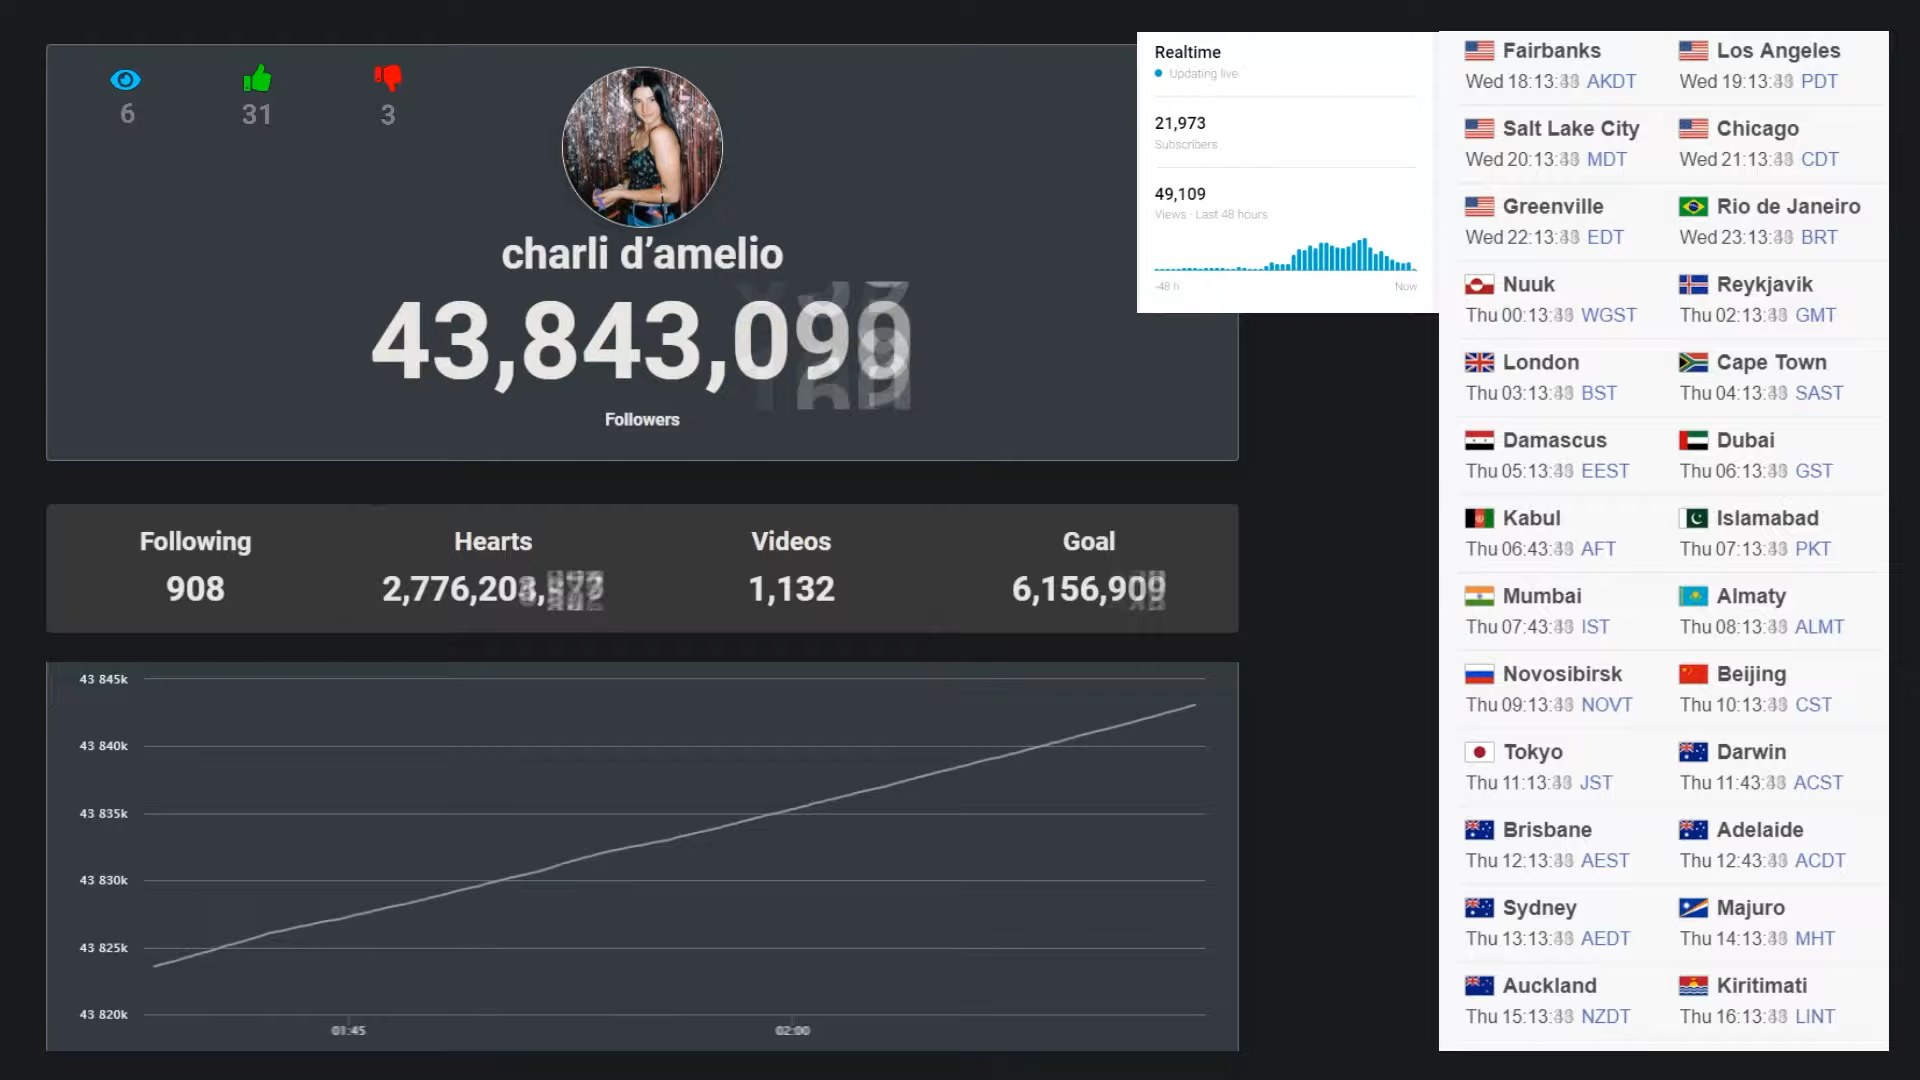 6
31
3
charli d’amelio
Followers
Following
908
Hearts
Videos
1,132
Goal
43 845k
43 840k
43 835k
43 830k
43 825k
43 820k
01:45
02:00
Realtime
Updating live
21,973
Subscribers
49,109
Views · Last 48 hours
-48 h
Now
Fairbanks
Wed 18:13: AKDT
Los Angeles
Wed 19:13: PDT
Salt Lake City
Wed 20:13: MDT
Chicago
Wed 21:13: CDT
Greenville
Wed 22:13: EDT
Rio de Janeiro
Wed 23:13: BRT
Nuuk
Thu 00:13: WGST
Reykjavik
Thu 02:13: GMT
London
Thu 03:13: BST
Cape Town
Thu 04:13: SAST
Damascus
Thu 05:13: EEST
Dubai
Thu 06:13: GST
Kabul
Thu 06:43: AFT
Islamabad
Thu 07:13: PKT
Mumbai
Thu 07:43: IST
Almaty
Thu 08:13: ALMT
Novosibirsk
Thu 09:13: NOVT
Beijing
Thu 10:13: CST
Tokyo
Thu 11:13: JST
Darwin
Thu 11:43: ACST
Brisbane
Thu 12:13: AEST
Adelaide
Thu 12:43: ACDT
Sydney
Thu 13:13: AEDT
Majuro
Thu 14:13: MHT
Auckland
Thu 15:13: NZDT
Kiritimati
Thu 16:13: LINT